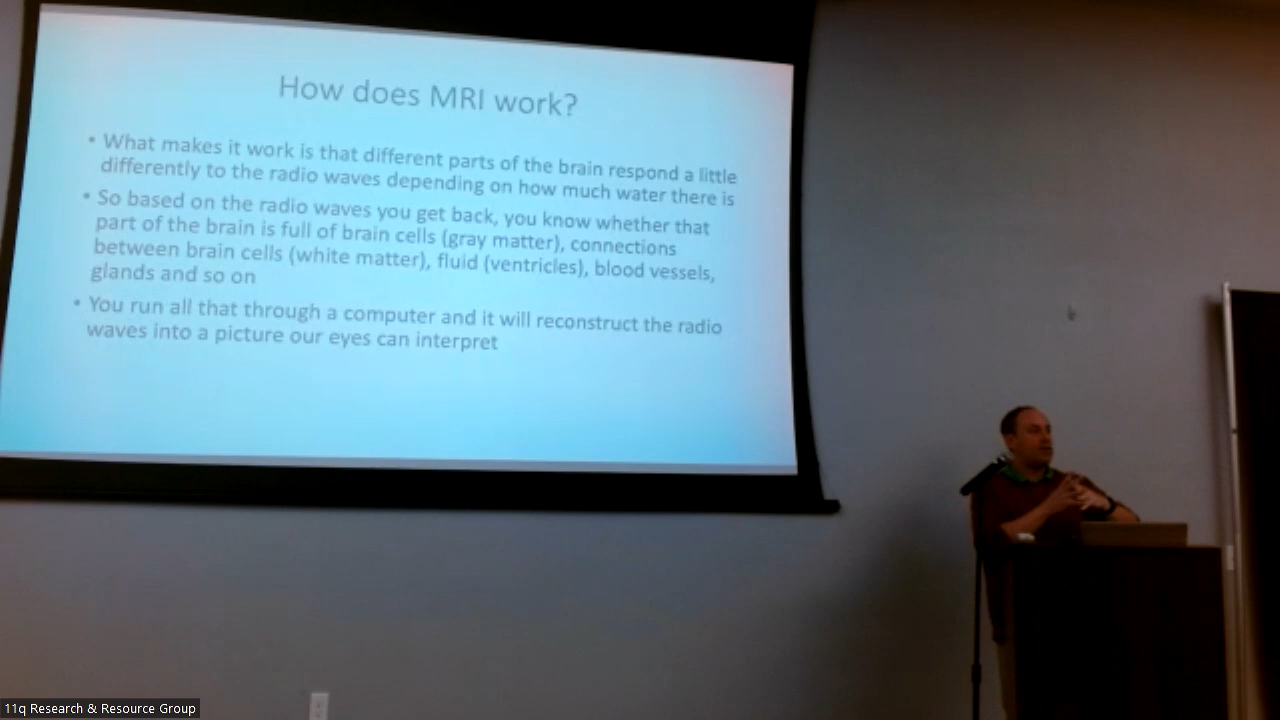 How does MRI work?
• What makes it work is that different parts of the brain respond a little
differently to the radio waves depending on how much water there is
• So based on the radio waves you get back, you know whether that
part of the brain is full of brain cells (gray matter), connections
between brain cells (white matter), fluid (ventricles), blood vessels,
glands and so on
• You run all that through a computer and it will reconstruct the radio
waves into a picture our eyes can interpret
11q Research & Resource Group